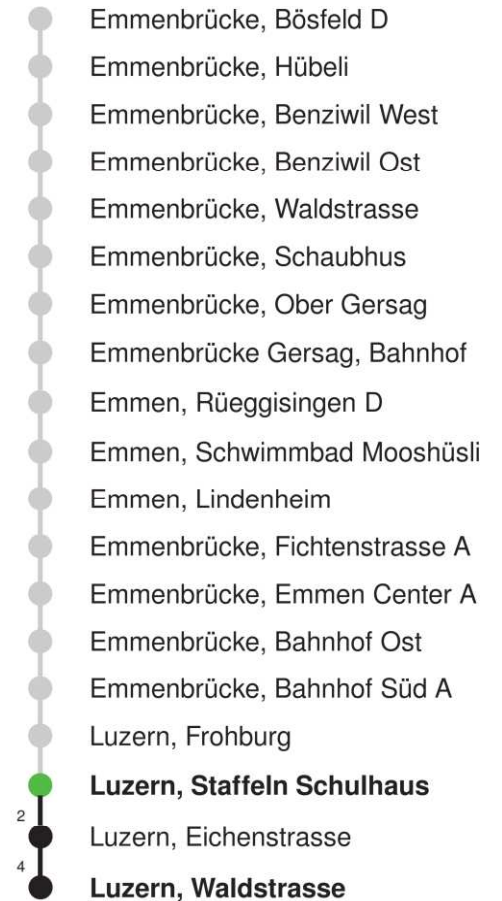 Emmenbrücke, Bösfeld D
Emmenbrücke, Hübeli
Emmenbrücke, Benziwil West
Emmenbrücke, Benziwil Ost
Emmenbrücke, Waldstrasse
Emmenbrücke, Schaubhus
Emmenbrücke, Ober Gersag
Emmenbrücke Gersag, Bahnhof
Emmen, Rüeggisingen D
Emmen, Schwimmbad Mooshüsli
Emmen, Lindenheim
Emmenbrücke, Fichtenstrasse A
Emmenbrücke, Emmen Center A
Emmenbrücke, Bahnhof Ost
Emmenbrücke, Bahnhof Süd A
Luzern, Frohburg
Luzern, Staffeln Schulhaus
2
Luzern, Eichenstrasse
4
Luzern, Waldstrasse